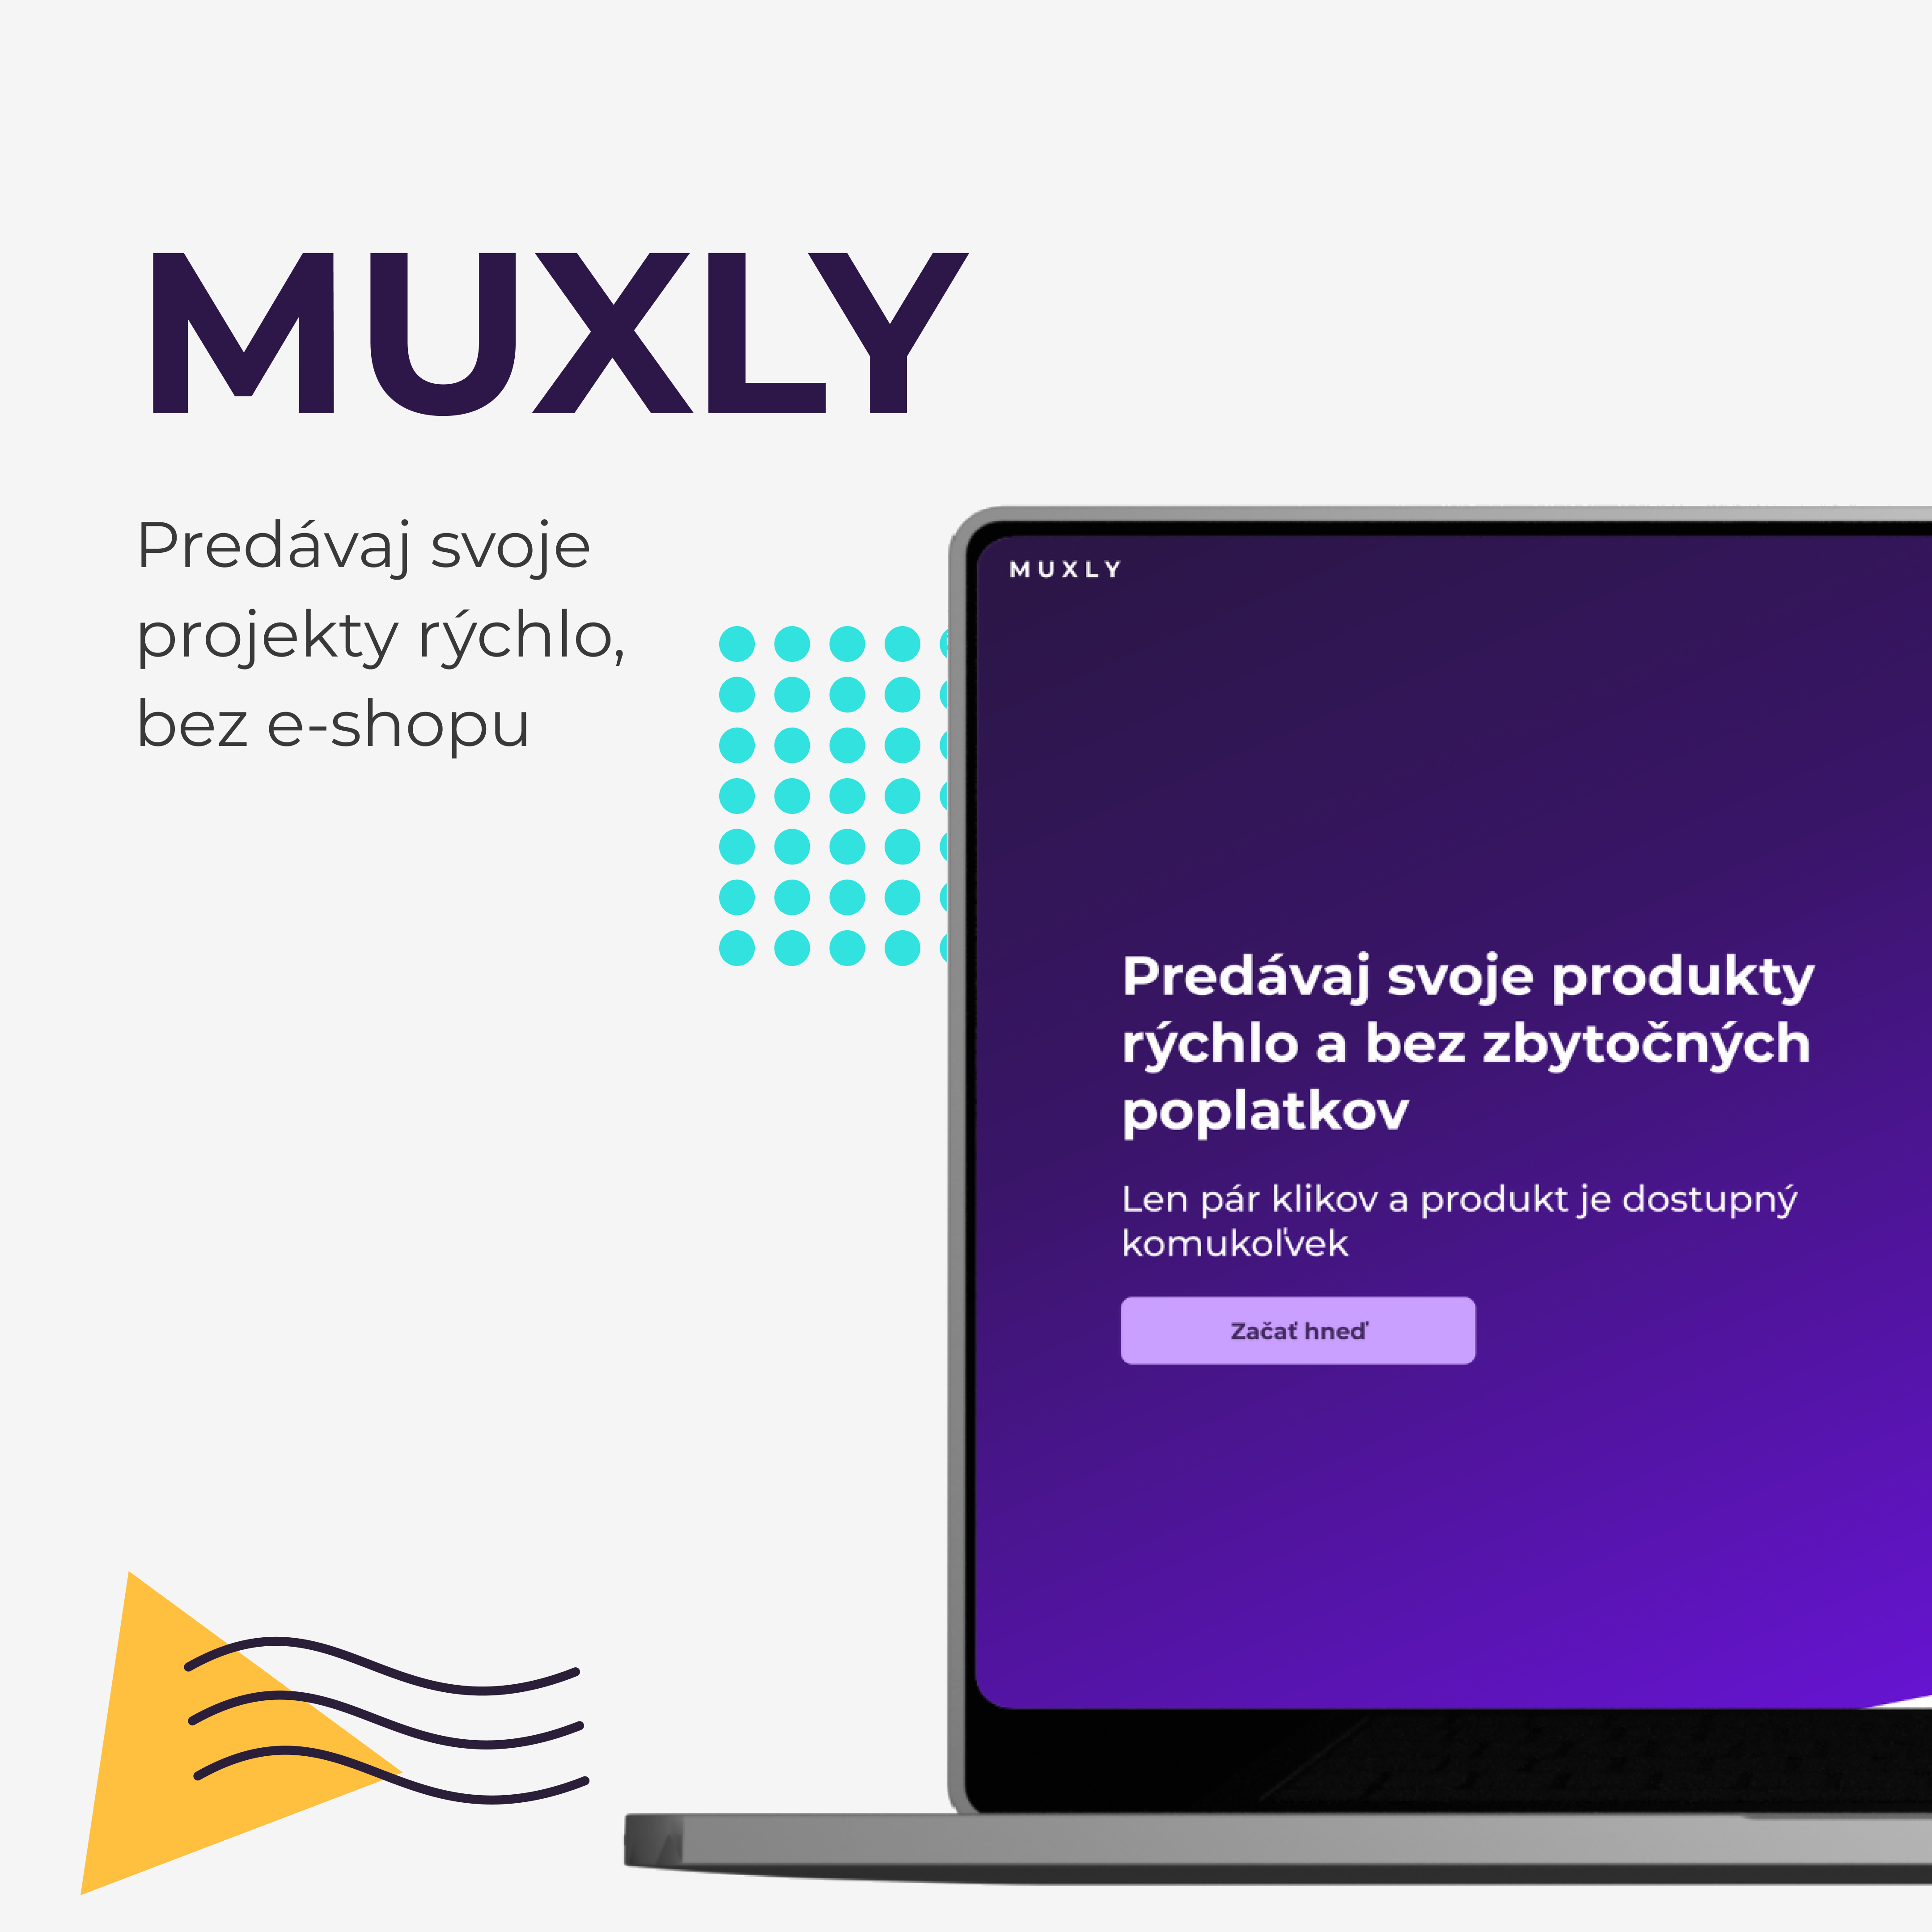 MUXLY
Predávaj svoje
projekty rýchlo,
bez e-shopu
MUXLY
Predávaj svoje produkty
rýchlo a bez zbytočných
poplatkov
Len pár klikov a produkt je dostupný
komukoľvek
Začať hneď